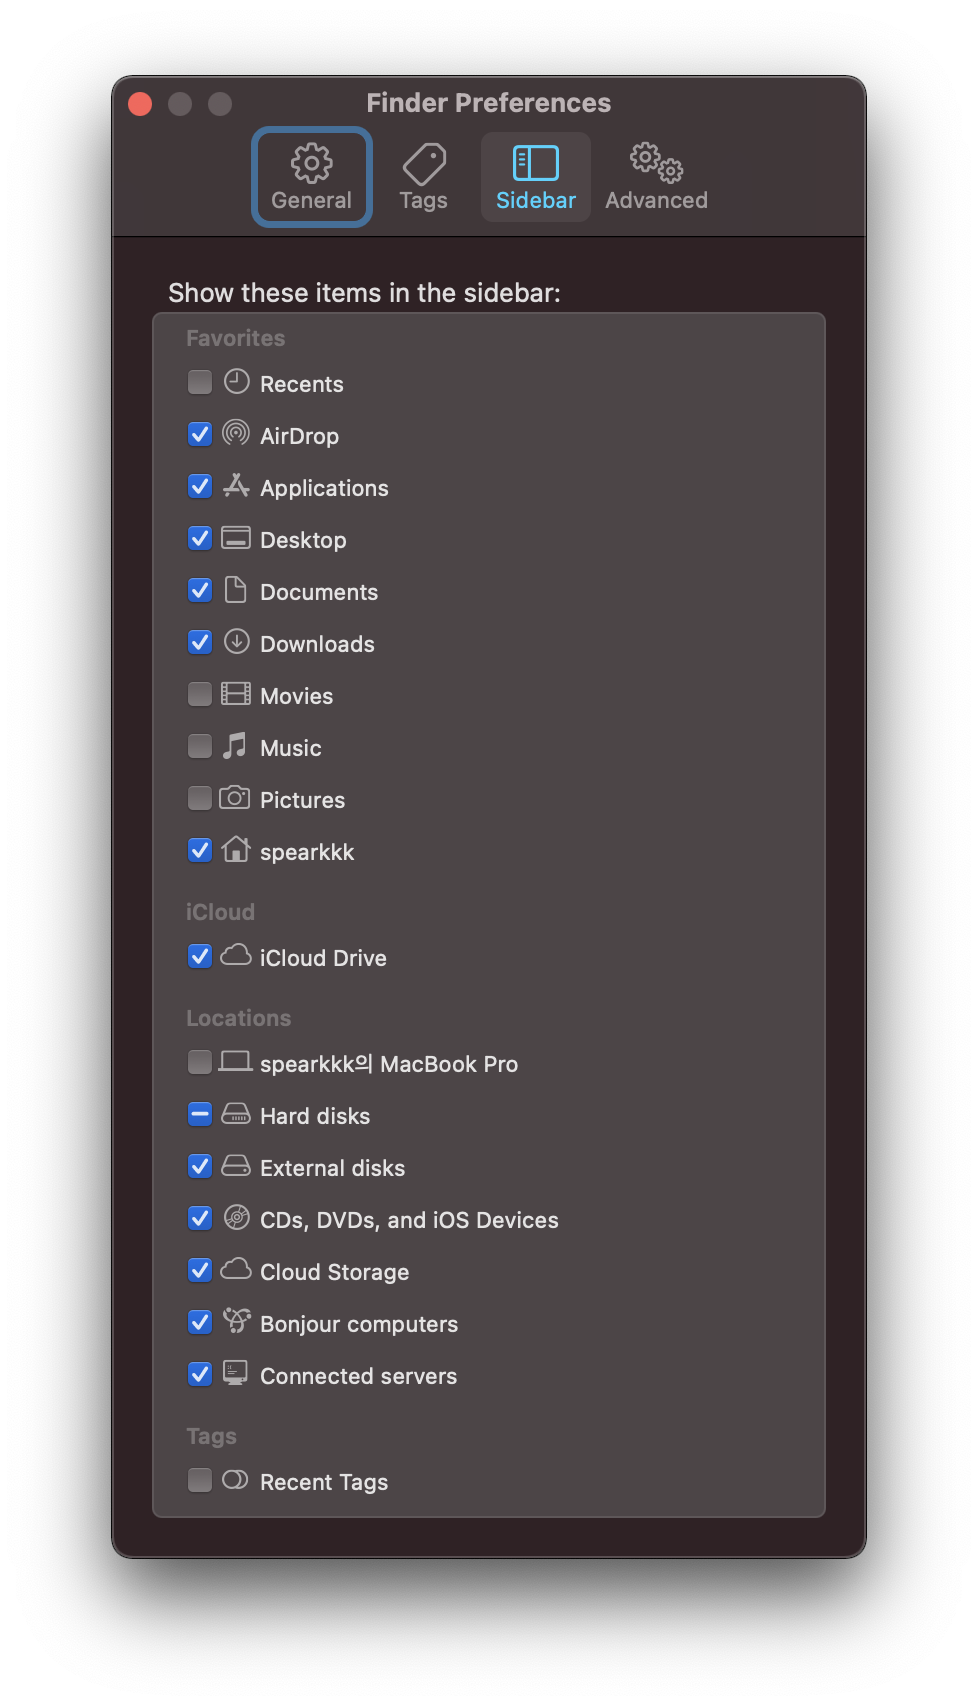 Finder Preferences
General Tags Sidebar Advanced
Show these items in the sidebar:
Favorites
Recents
AirDrop
Applications
Desktop
Documents
Downloads
Movies
Music
Pictures
spearkkk
iCloud
iCloud Drive
Locations
spearkkk의 MacBook Pro
Hard disks
External disks
CDs, DVDs, and iOS Devices
Cloud Storage
Bonjour computers
Connected servers
Tags
Recent Tags